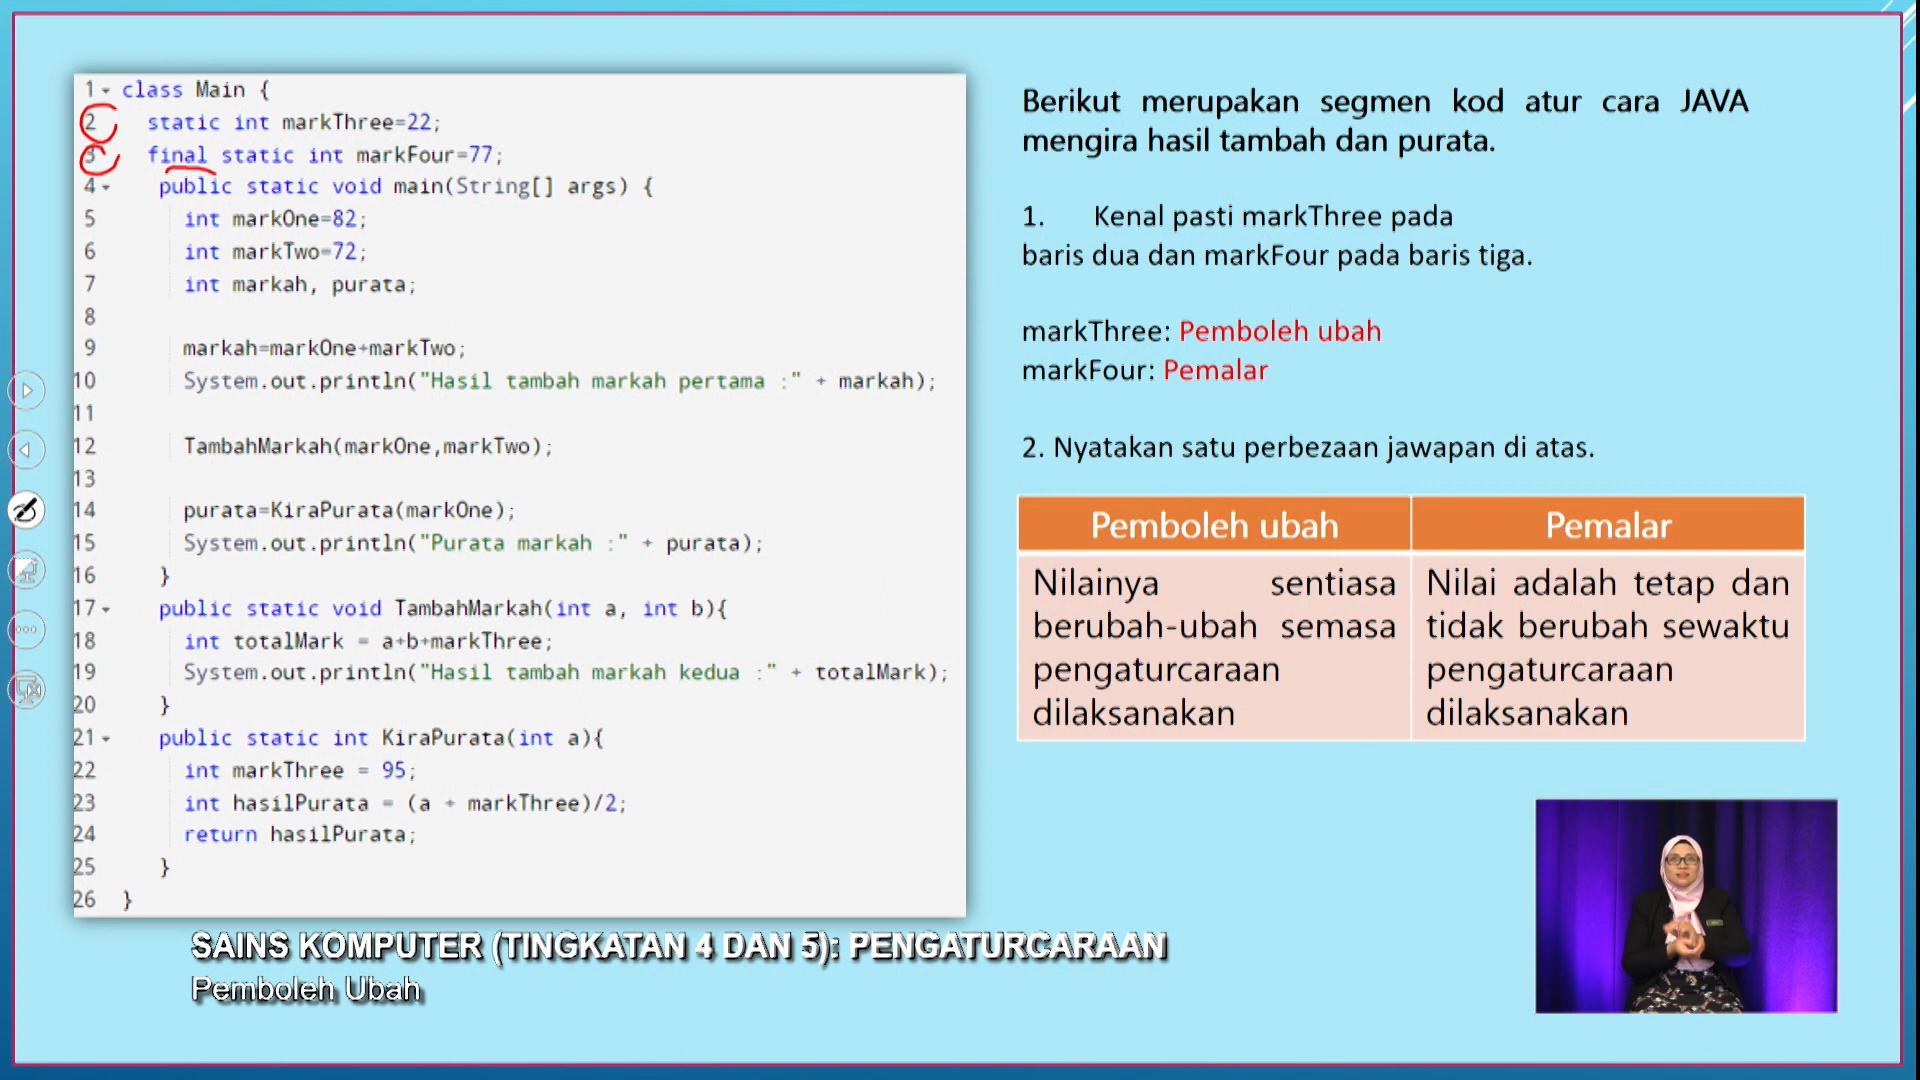 1 class Main {
2 static int markThree=22;
3 final static int markFour=77;
4 public static void main(String[] args) {
5 int markOne=82;
6 int markTwo=72;
7 int markah, purata;
8
9 markah=markOne+markTwo;
10 System.out.println("Hasil tambah markah pertama :" + markah);
11
12 TambahMarkah(markOne,markTwo);
13
14 purata=KiraPurata(markOne);
15 System.out.println("Purata markah :" + purata);
16 }
17 public static void TambahMarkah(int a, int b){
18 int totalMark = a+b+markThree;
19 System.out.println("Hasil tambah markah kedua :" + totalMark);
20 }
21 public static int KiraPurata(int a){
22 int markThree = 95;
23 int hasilPurata = (a + markThree)/2;
24 return hasilPurata;
25 }
26 }
Berikut merupakan segmen kod atur cara JAVA
mengira hasil tambah dan purata.
1. Kenal pasti markThree pada
baris dua dan markFour pada baris tiga.
markThree: Pemboleh ubah
markFour: Pemalar
2. Nyatakan satu perbezaan jawapan di atas.
Pemboleh ubah
Nilainya sentiasa
berubah-ubah semasa
pengaturcaraan
dilaksanakan
Pemalar
Nilai adalah tetap dan
tidak berubah sewaktu
pengaturcaraan
dilaksanakan
SAINS KOMPUTER (TINGKATAN 4 DAN 5): PENGATURCARAAN
Pemboleh Ubah